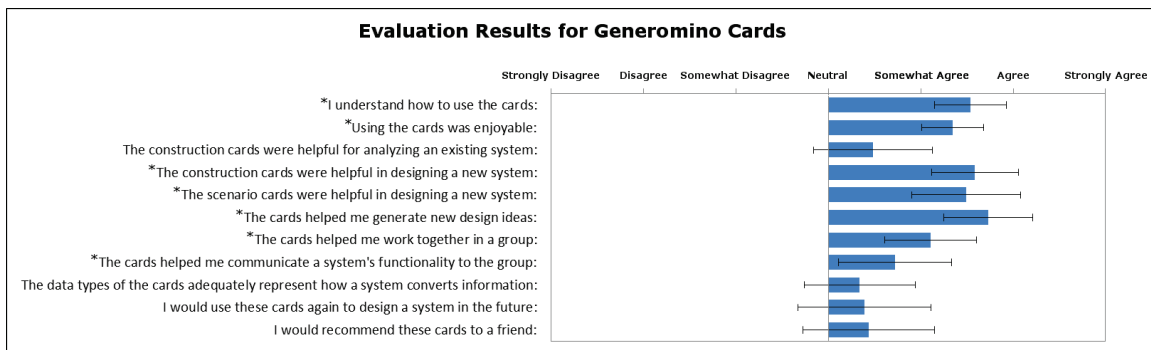 Evaluation Results for Generomino Cards
Strongly Disagree Disagree Somewhat Disagree Neutral Somewhat Agree Agree Strongly Agree
*I understand how to use the cards:
*Using the cards was enjoyable:
The construction cards were helpful for analyzing an existing system:
*The construction cards were helpful in designing a new system:
*The scenario cards were helpful in designing a new system:
*The cards helped me generate new design ideas:
*The cards helped me work together in a group:
*The cards helped me communicate a system's functionality to the group:
The data types of the cards adequately represent how a system converts information:
I would use these cards again to design a system in the future:
I would recommend these cards to a friend: